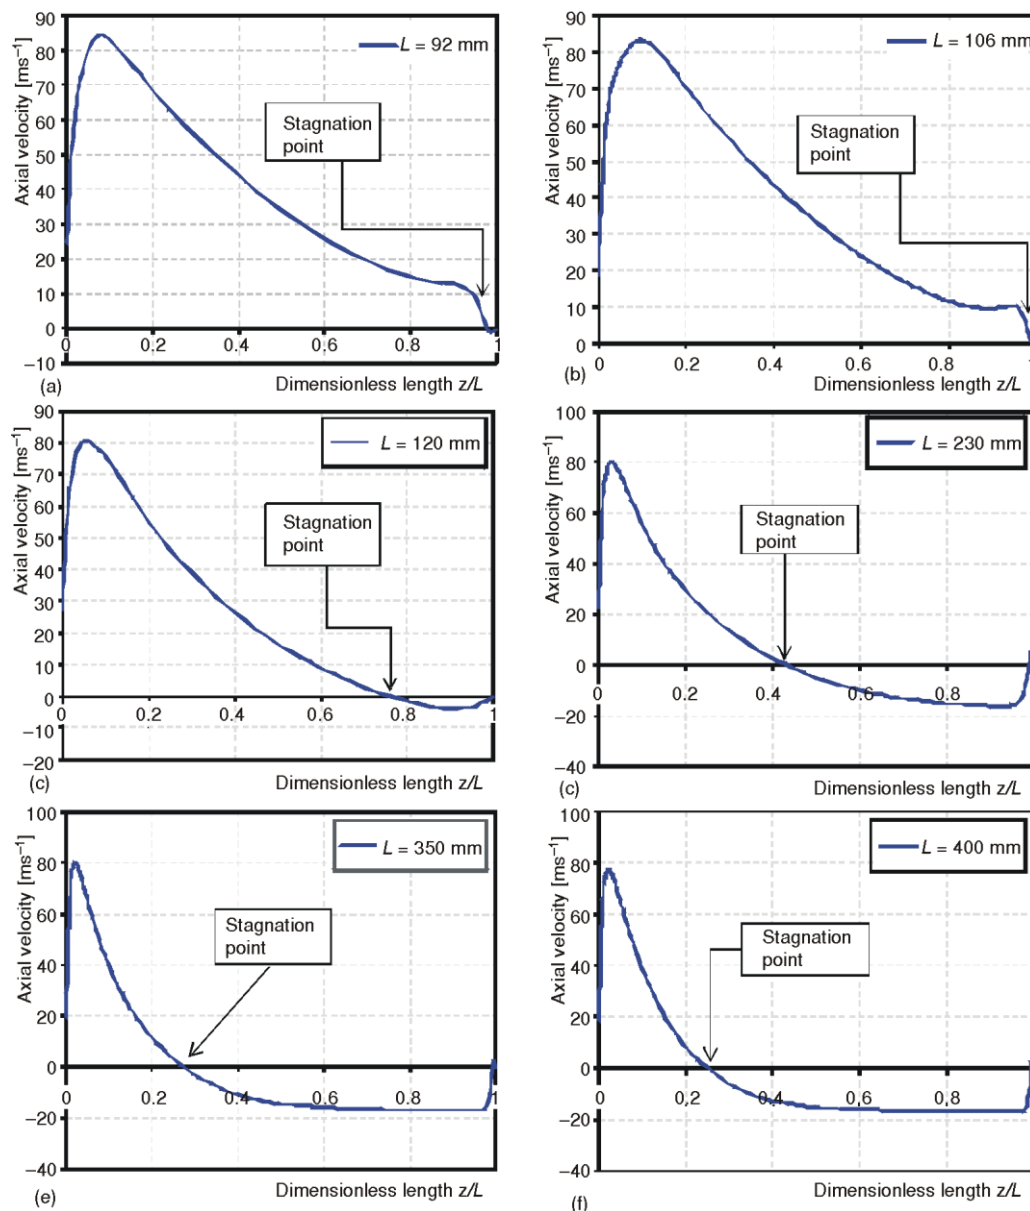 Axial velocity [ms⁻¹]
90
80
70
60
50
40
30
20
10
0
−10
L = 92 mm
Stagnation
point
0 0.2 0.4 0.6 0.8 1
(a)
Dimensionless length z/L
Axial velocity [ms⁻¹]
90
80
70
60
50
40
30
20
10
0
L = 106 mm
Stagnation
point
0 0.2 0.4 0.6 0.8 1
(b)
Dimensionless length z/L
Axial velocity [ms⁻¹]
90
80
70
60
50
40
30
20
10
0
−10
−20
L = 120 mm
Stagnation
point
0 0.2 0.4 0.6 0.8 1
(c)
Dimensionless length z/L
Axial velocity [ms⁻¹]
100
80
60
40
20
0
−20
−40
L = 230 mm
Stagnation
point
0 0.2 0.4 0.6 0.8
(c)
Dimensionless length z/L
Axial velocity [ms⁻¹]
100
80
60
40
20
0
−20
−40
L = 350 mm
Stagnation
point
0 0.2 0.4 0.6 0.8 1
(e)
Dimensionless length z/L
Axial velocity [ms⁻¹]
100
80
60
40
20
0
−20
−40
L = 400 mm
Stagnation
point
0 0.2 0.4 0.6 0.8
(f)
Dimensionless length z/L